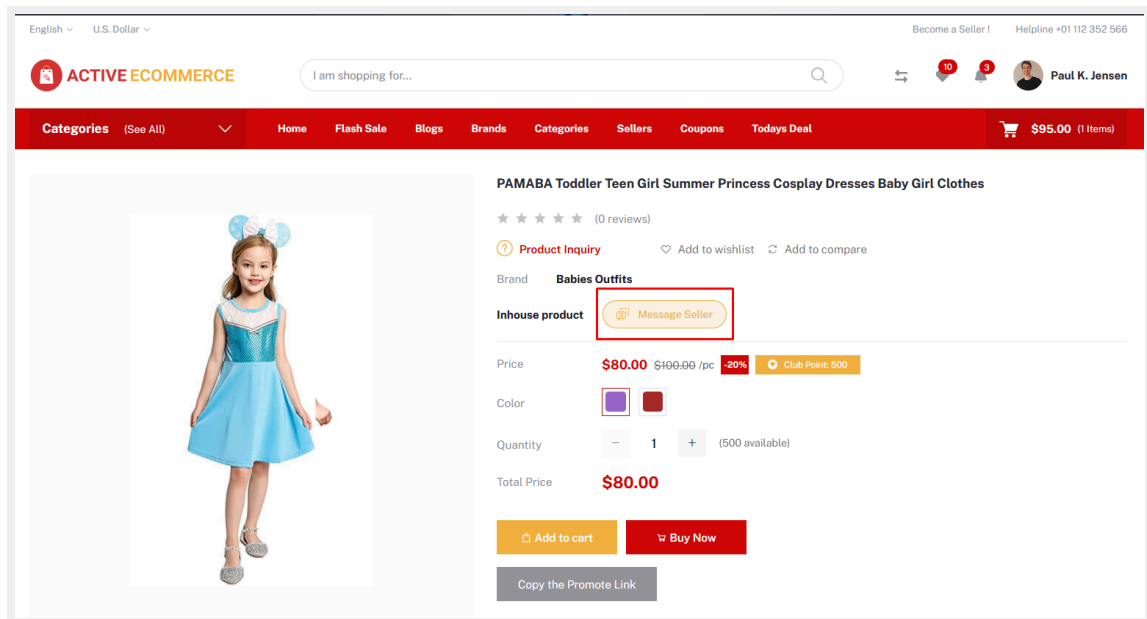 English U.S. Dollar Become a Seller ! Helpline +01 112 352 566
ACTIVE ECOMMERCE I am shopping for... 10 3 Paul K. Jensen
Categories (See All) Home Flash Sale Blogs Brands Categories Sellers Coupons Todays Deal $95.00 (1 Items)
PAMABA Toddler Teen Girl Summer Princess Cosplay Dresses Baby Girl Clothes
(0 reviews)
? Product Inquiry Add to wishlist Add to compare
Brand Babies Outfits
Inhouse product Message Seller
Price $80.00 $100.00 /pc -20% Club Point: 500
Color
Quantity − 1 + (500 available)
Total Price $80.00
Add to cart Buy Now
Copy the Promote Link